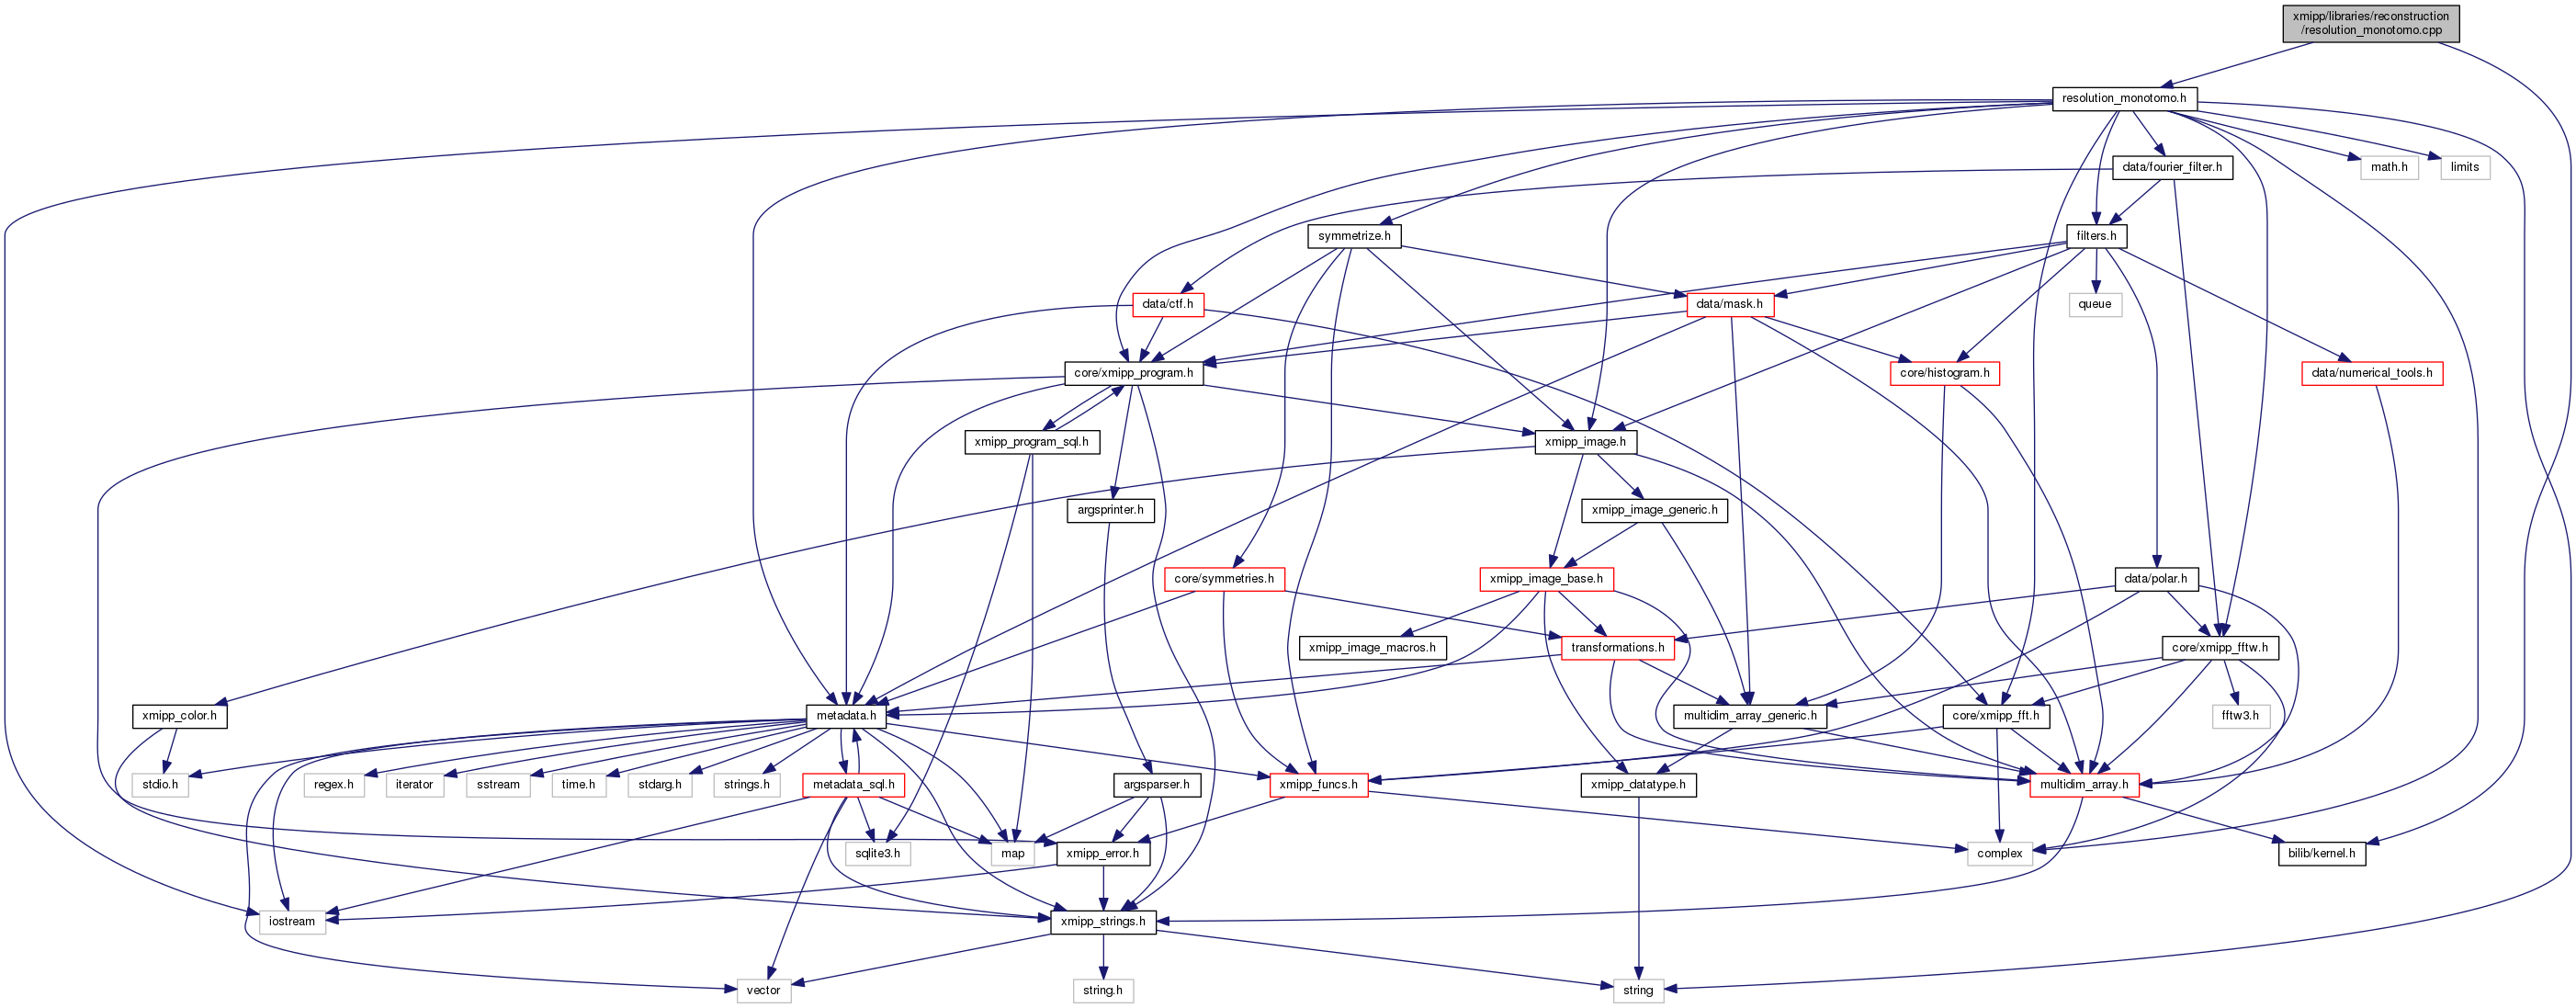 xmipp/libraries/reconstruction
/resolution_monotomo.cpp
resolution_monotomo.h
data/fourier_filter.h
math.h
limits
symmetrize.h
filters.h
data/ctf.h
data/mask.h
queue
core/xmipp_program.h
core/histogram.h
data/numerical_tools.h
xmipp_program_sql.h
xmipp_image.h
argsprinter.h
xmipp_image_generic.h
core/symmetries.h
xmipp_image_base.h
data/polar.h
xmipp_image_macros.h
transformations.h
core/xmipp_fftw.h
xmipp_color.h
metadata.h
multidim_array_generic.h
core/xmipp_fft.h
fftw3.h
stdio.h
regex.h
iterator
sstream
time.h
stdarg.h
strings.h
metadata_sql.h
argsparser.h
xmipp_funcs.h
xmipp_datatype.h
multidim_array.h
sqlite3.h
map
xmipp_error.h
complex
bilib/kernel.h
iostream
xmipp_strings.h
vector
string.h
string